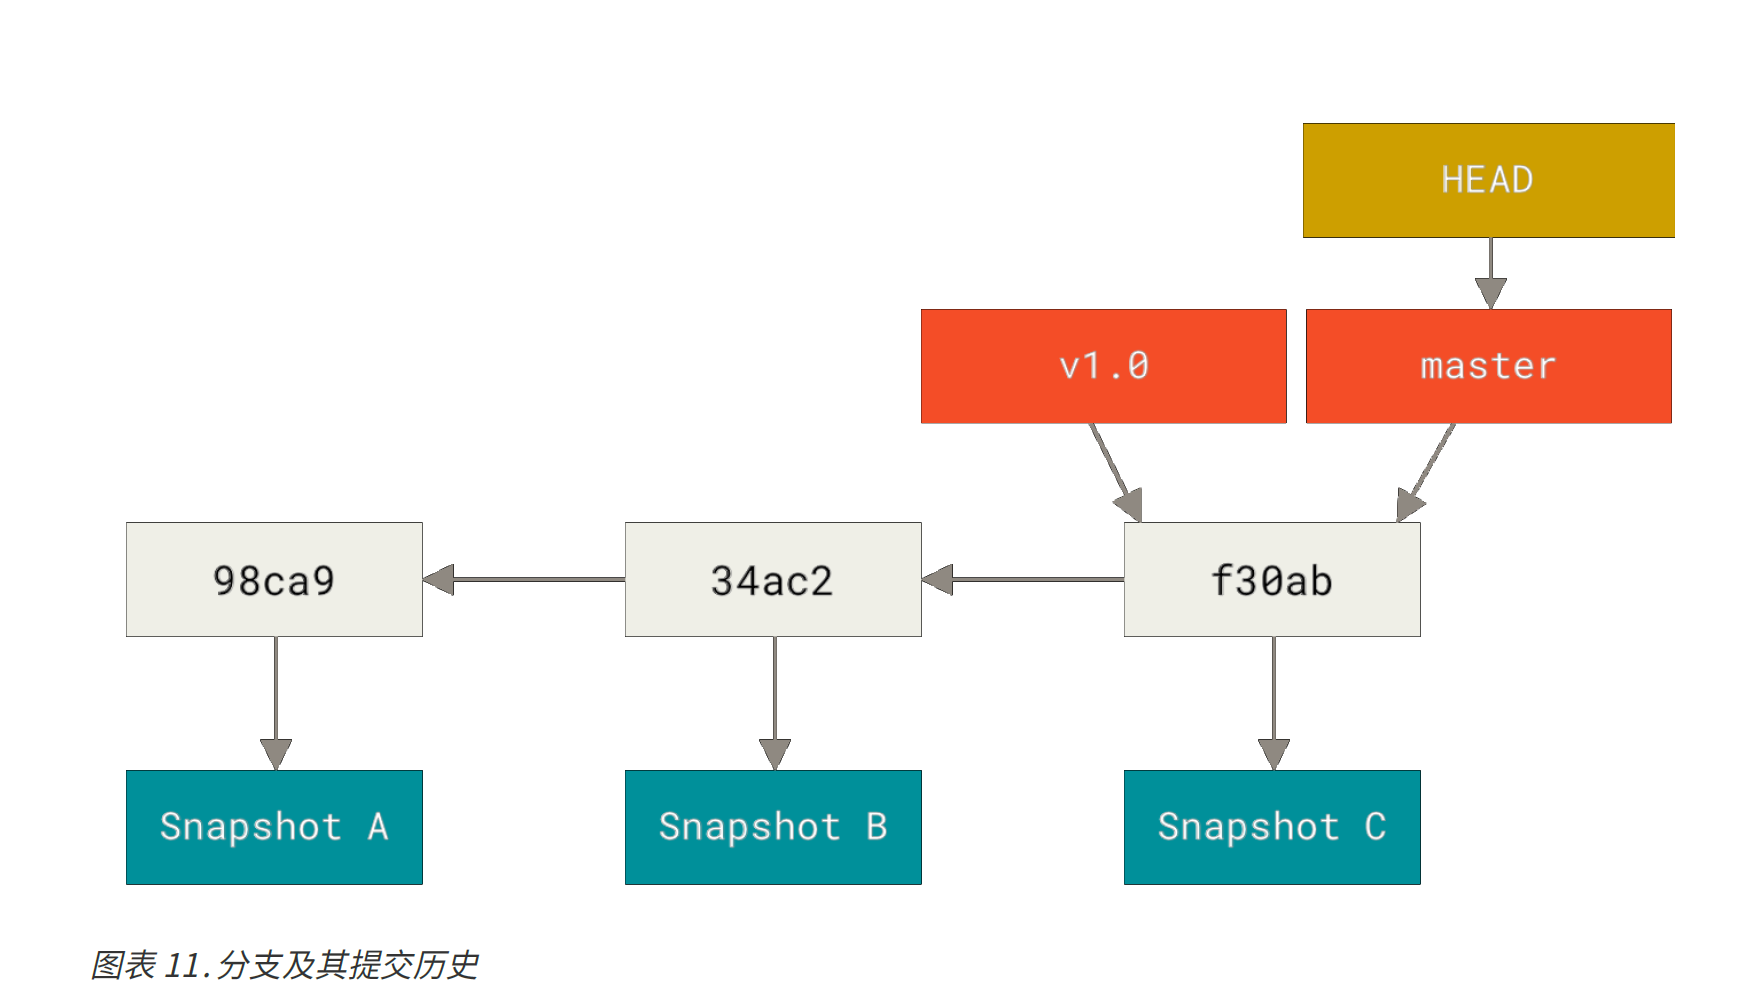 HEAD
v1.0 master
98ca9 34ac2 f30ab
Snapshot A Snapshot B Snapshot C
图表 11. 分支及其提交历史